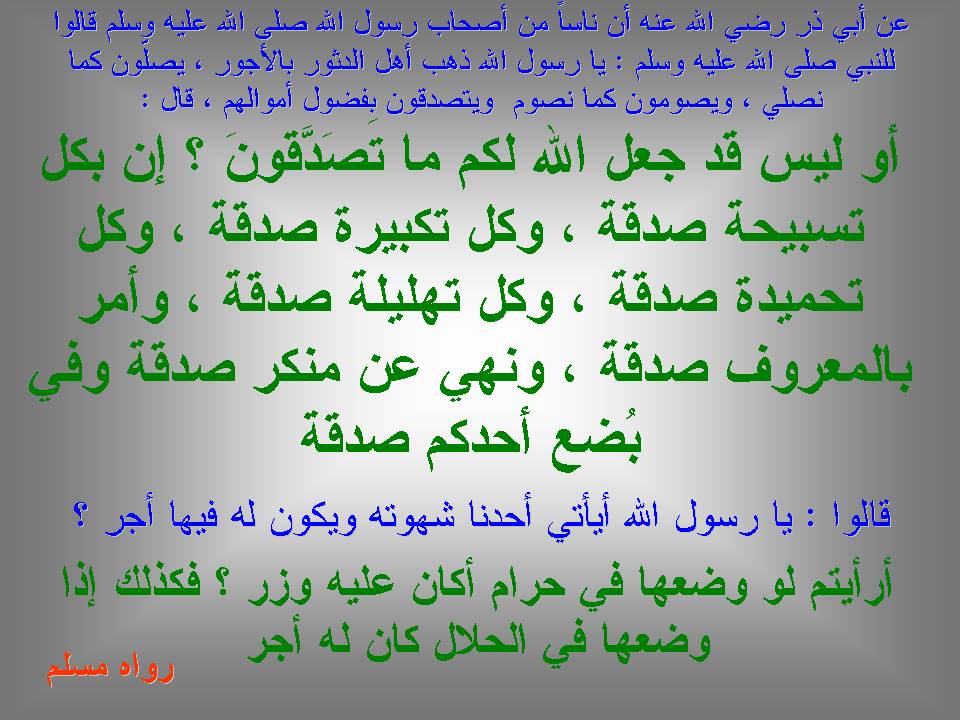 عن أبي ذر رضي الله عنه أن ناساً من أصحاب رسول الله صلى الله عليه وسلم قالوا
للنبي صلى الله عليه وسلم : يا رسول الله ذهب أهل الدثور بالأجور ، يصلّون كما
نصلي ، ويصومون كما نصوم ويتصدقون بِفضول أموالهم ، قال :
أو ليس قد جعل الله لكم ما تَصَدَّقونَ ؟ إن بكل
تسبيحة صدقة ، وكل تكبيرة صدقة ، وكل
تحميدة صدقة ، وكل تهليلة صدقة ، وأمر
بالمعروف صدقة ، ونهي عن منكر صدقة وفي
بُضع أحدكم صدقة
قالوا : يا رسول الله أيأتي أحدنا شهوته ويكون له فيها أجر ؟
أرأيتم لو وضعها في حرام أكان عليه وزر ؟ فكذلك إذا
وضعها في الحلال كان له أجر
رواه مسلم